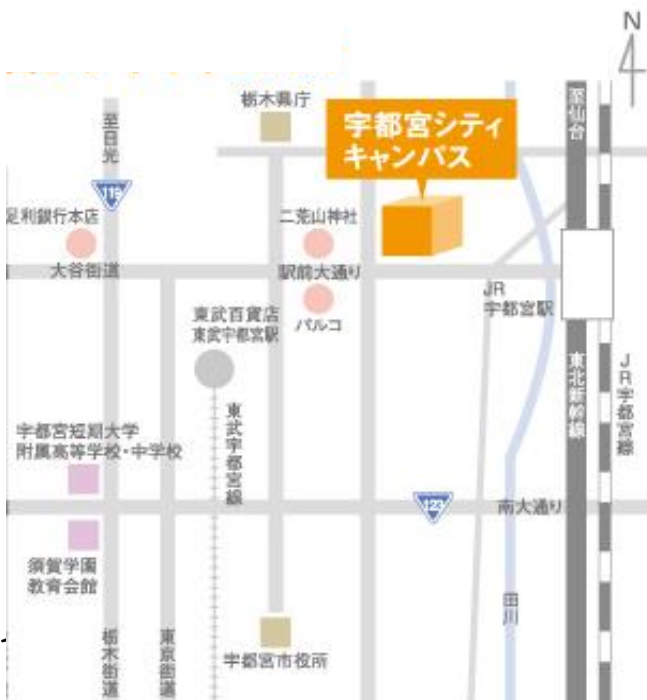 N
栃木県庁
宇都宮シティ
キャンパス
至仙台
至日光
119
足利銀行本店
二荒山神社
大谷街道
駅前大通り
JR
宇都宮駅
パルコ
東武百貨店
東武宇都宮駅
東北新幹線
JR宇都宮線
東武宇都宮線
宇都宮短期大学
附属高等学校・中学校
123
南大通り
須賀学園
教育会館
田川
栃木街道
東京街道
宇都宮市役所